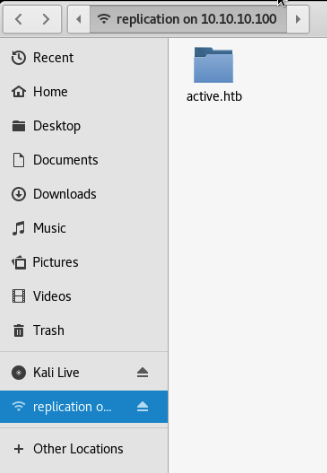 replication on 10.10.10.100
Recent
Home
Desktop
Documents
Downloads
Music
Pictures
Videos
Trash
Kali Live
replication o...
Other Locations
active.htb